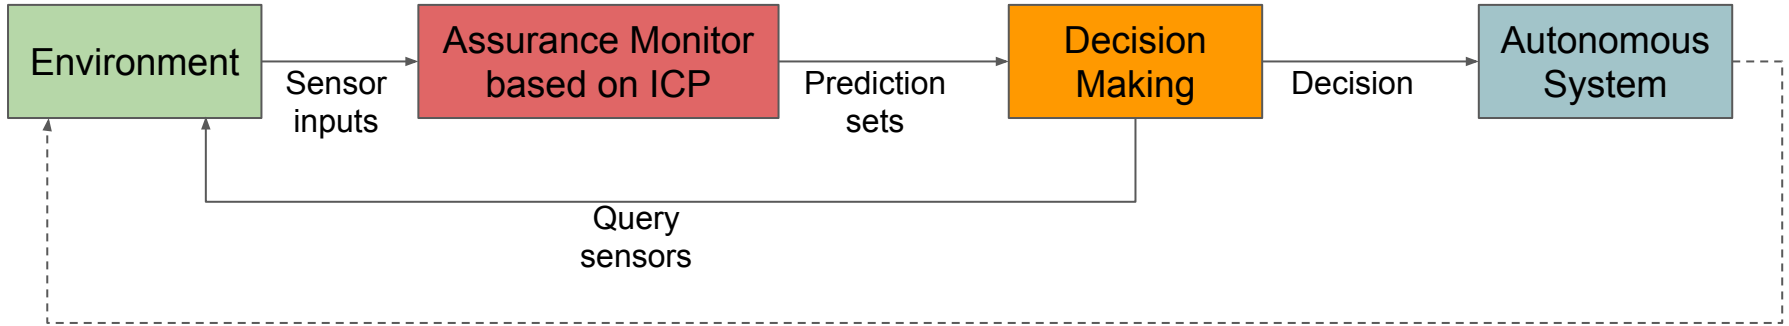 Environment
Sensor
inputs
Assurance Monitor
based on ICP
Prediction
sets
Decision
Making
Decision
Autonomous
System
Query
sensors